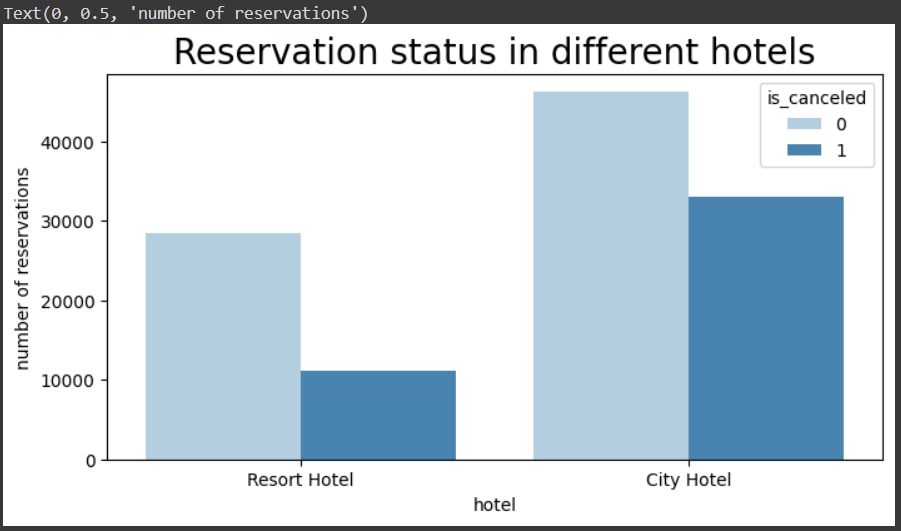 Text(0, 0.5, 'number of reservations')
Reservation status in different hotels
is_canceled
0
1
40000
30000
20000
10000
0
number of reservations
Resort Hotel
City Hotel
hotel